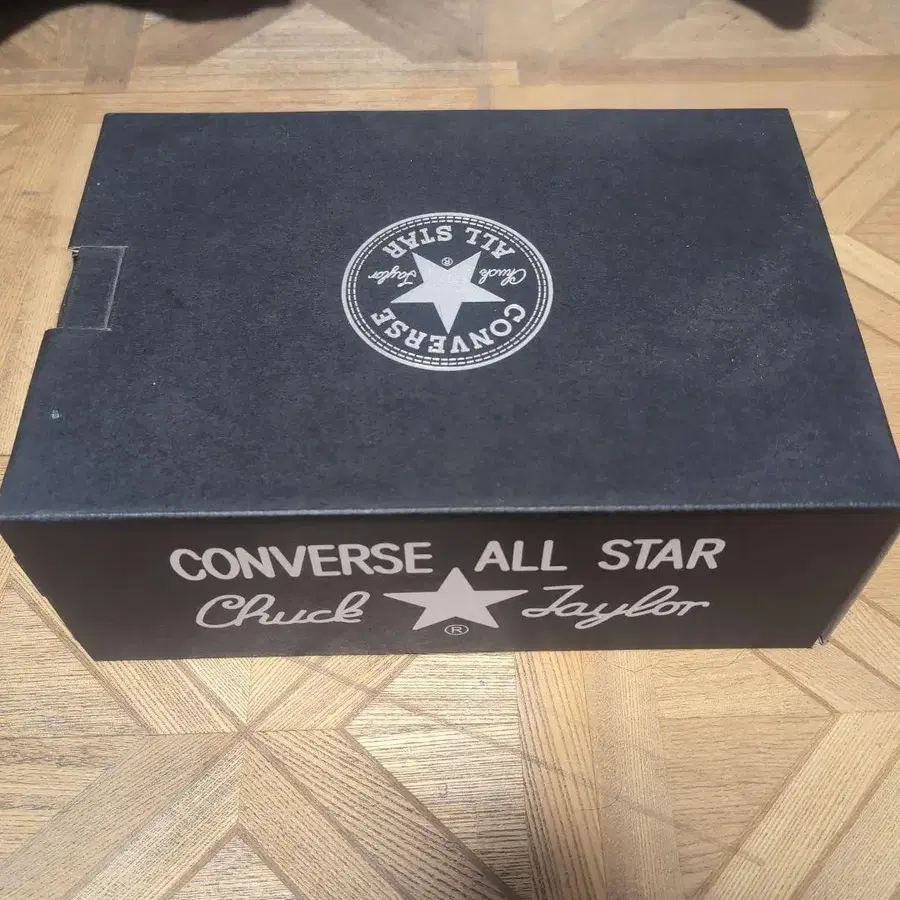 CONVERSE
Chuck Taylor
®
ALL STAR
CONVERSE ALL STAR
Chuck Taylor
®